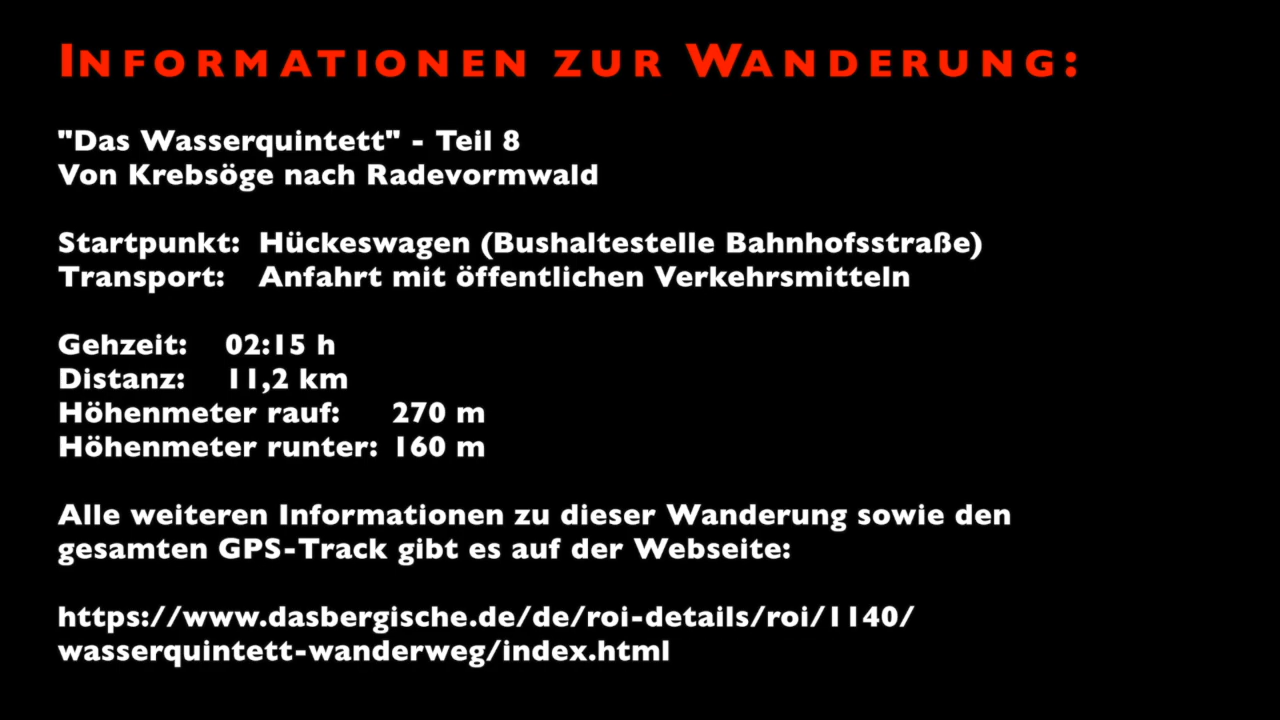 INFORMATIONEN ZUR WANDERUNG:
"Das Wasserquintett" - Teil 8
Von Krebsöge nach Radevormwald
Startpunkt: Hückeswagen (Bushaltestelle Bahnhofsstraße)
Transport: Anfahrt mit öffentlichen Verkehrsmitteln
Gehzeit: 02:15 h
Distanz: 11,2 km
Höhenmeter rauf: 270 m
Höhenmeter runter: 160 m
Alle weiteren Informationen zu dieser Wanderung sowie den
gesamten GPS-Track gibt es auf der Webseite:
https://www.dasbergische.de/de/roi-details/roi/1140/
wasserquintett-wanderweg/index.html